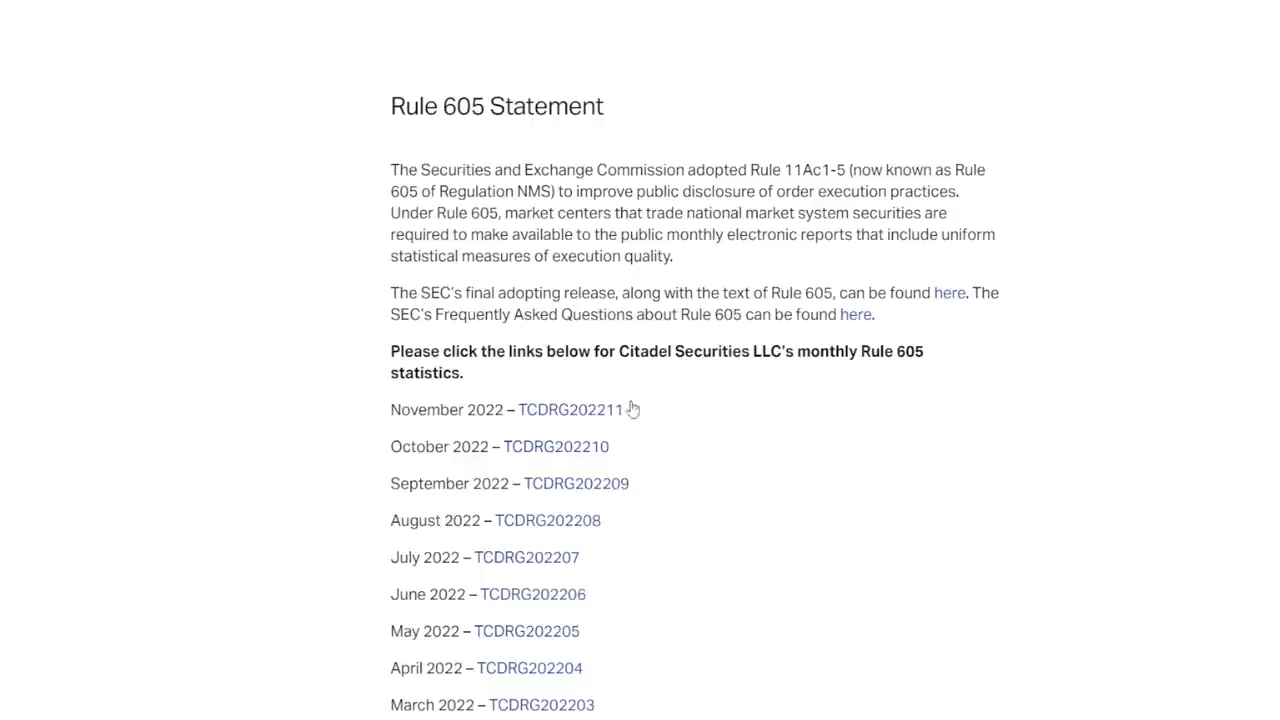 Rule 605 Statement
The Securities and Exchange Commission adopted Rule 11Ac1-5 (now known as Rule
605 of Regulation NMS) to improve public disclosure of order execution practices.
Under Rule 605, market centers that trade national market system securities are
required to make available to the public monthly electronic reports that include uniform
statistical measures of execution quality.
The SEC's final adopting release, along with the text of Rule 605, can be found here. The
SEC's Frequently Asked Questions about Rule 605 can be found here.
Please click the links below for Citadel Securities LLC's monthly Rule 605
statistics.
November 2022 – TCDRG202211
October 2022 – TCDRG202210
September 2022 – TCDRG202209
August 2022 – TCDRG202208
July 2022 – TCDRG202207
June 2022 – TCDRG202206
May 2022 – TCDRG202205
April 2022 – TCDRG202204
March 2022 – TCDRG202203